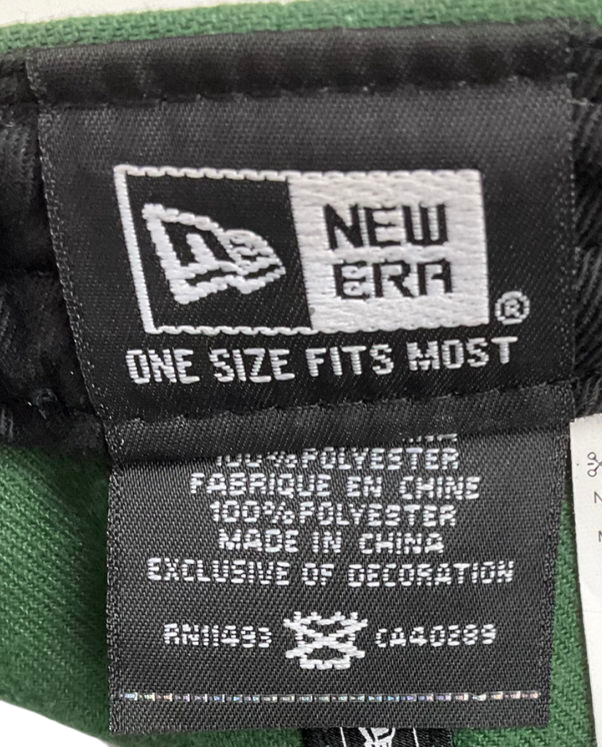 NEW
ERA
®
ONE SIZE FITS MOST
100% POLYESTER
FABRIQUE EN CHINE
100% POLYESTER
MADE IN CHINA
EXCLUSIVE OF DECORATION
RN11493 CA40289